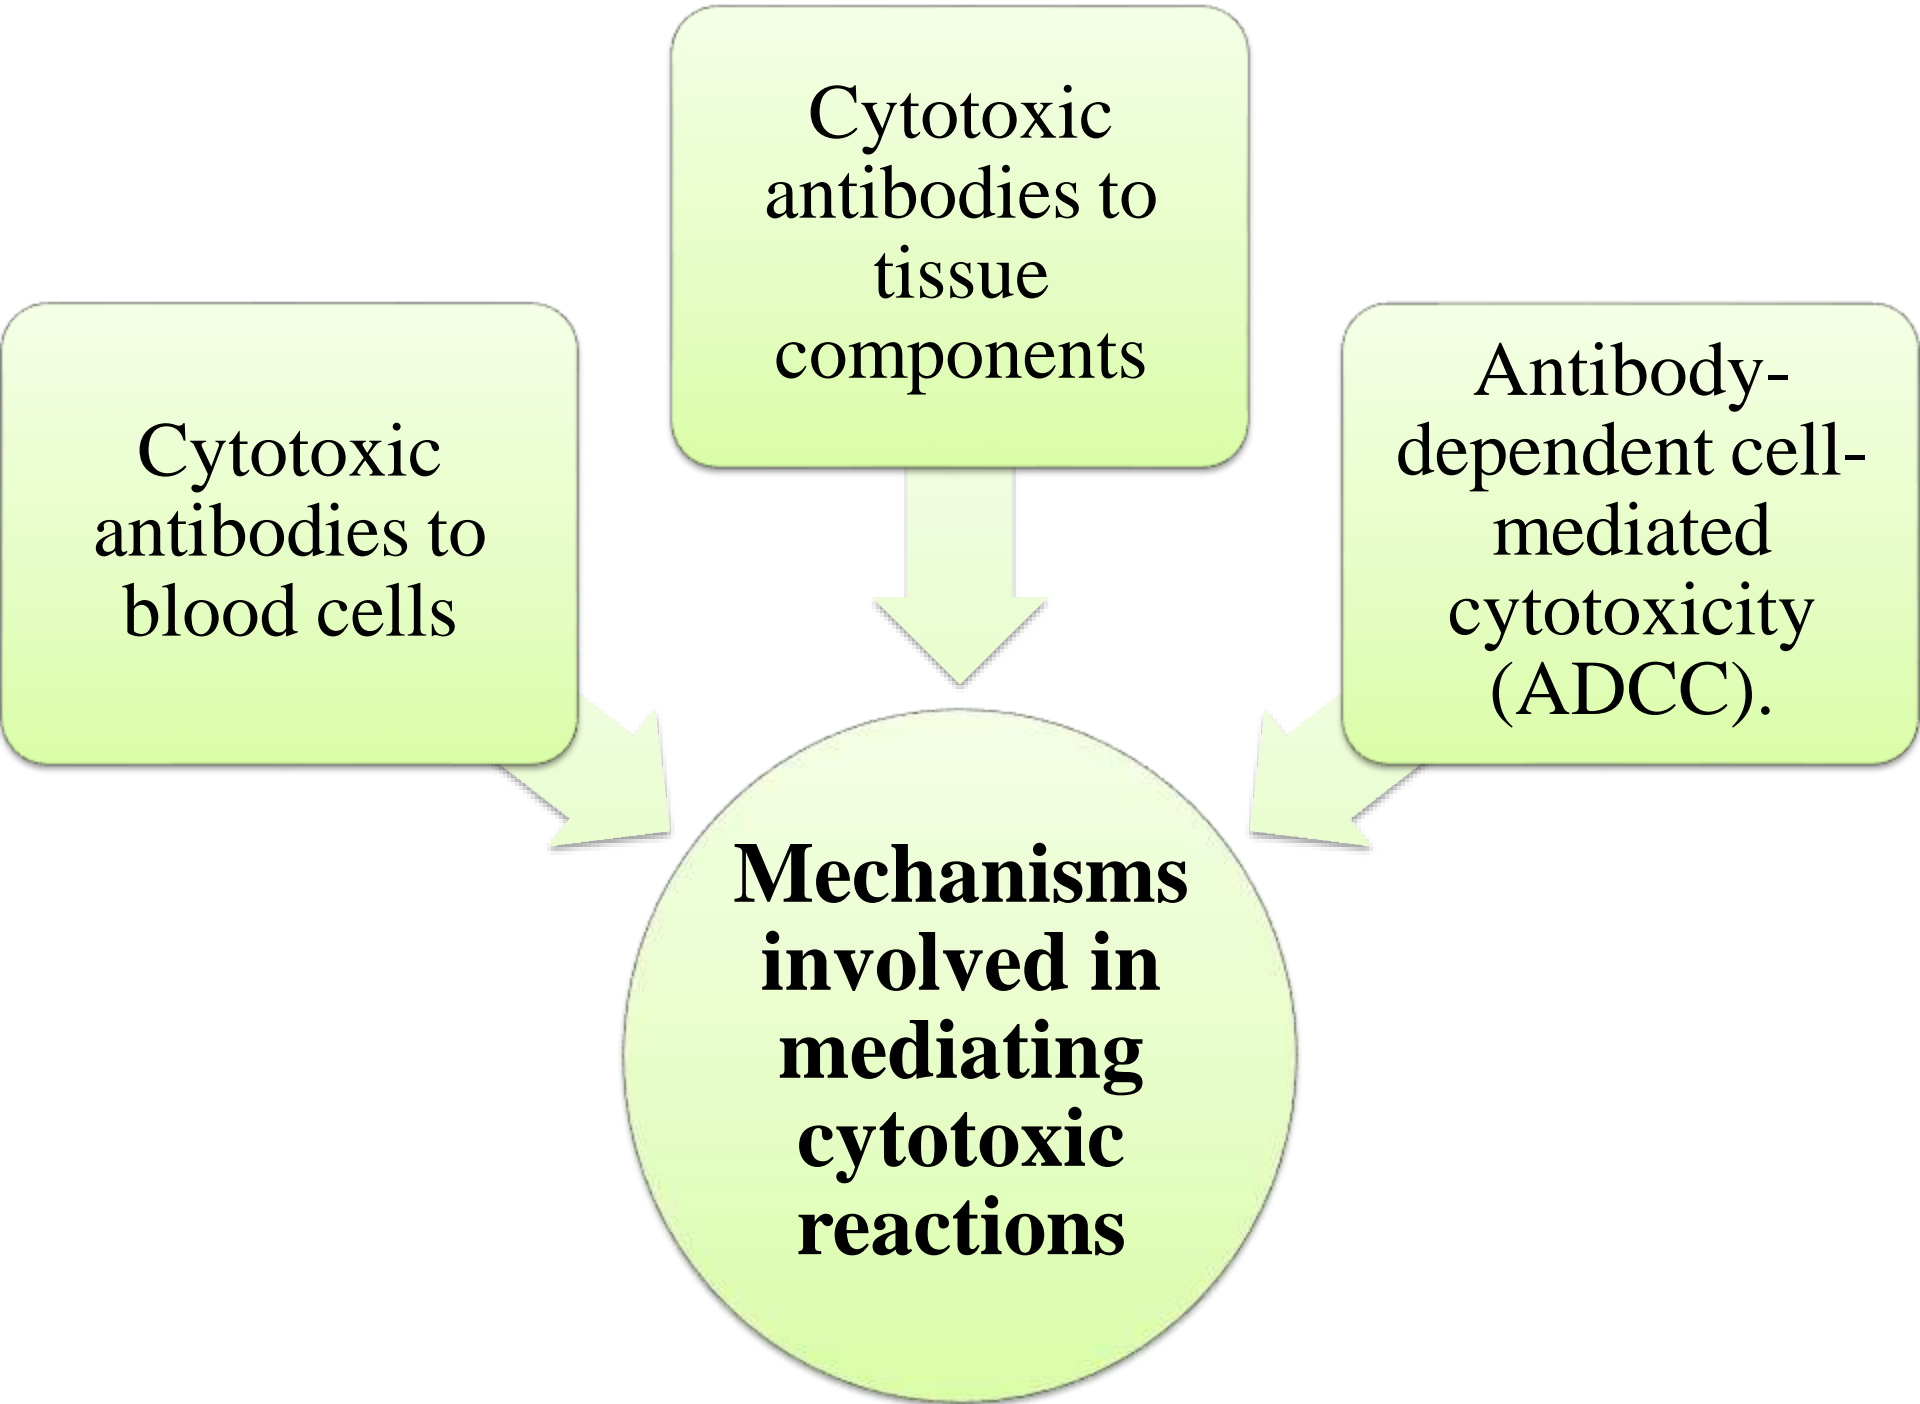 Cytotoxic
antibodies to
blood cells
Cytotoxic
antibodies to
tissue
components
Antibody-
dependent cell-
mediated
cytotoxicity
(ADCC).
Mechanisms
involved in
mediating
cytotoxic
reactions